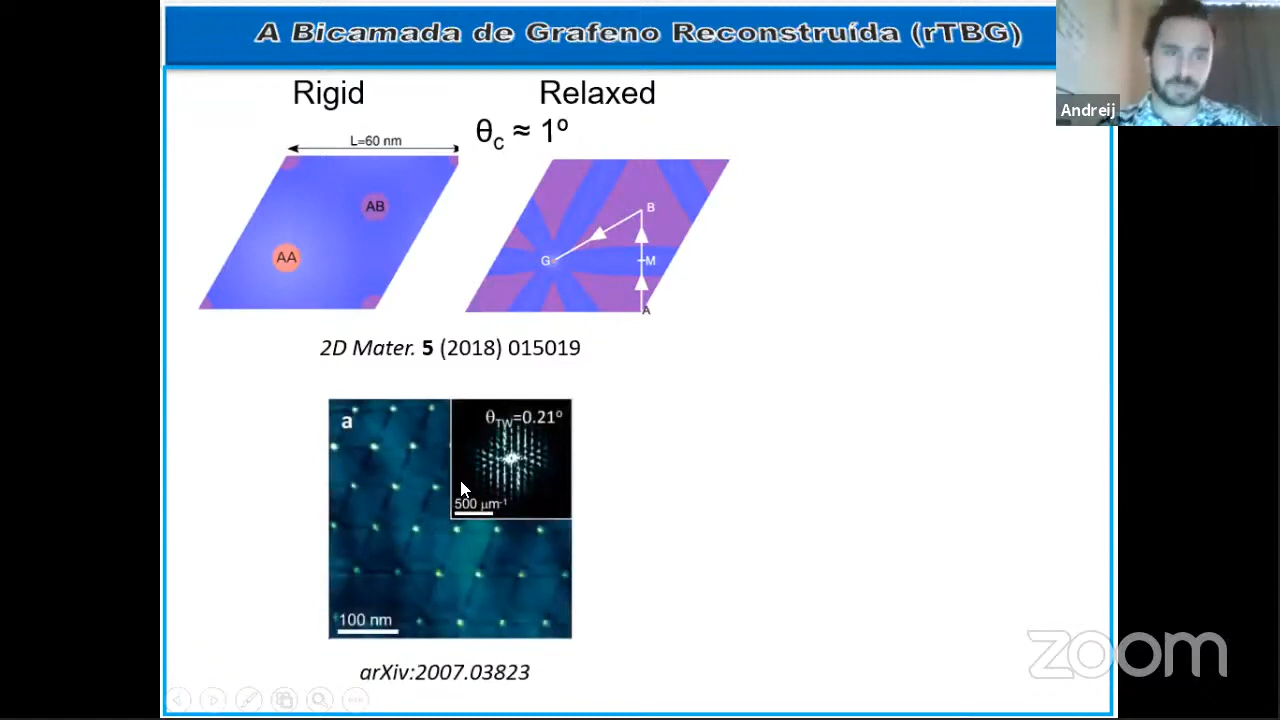 A Bicamada de Grafeno Reconstruída (rTBG)
Andreij
Rigid
Relaxed
θc ≈ 1º
L=60 nm
AB
AA
B
G
M
A
2D Mater. 5 (2018) 015019
a
θTW=0.21º
500 µm⁻¹
100 nm
arXiv:2007.03823
zoom